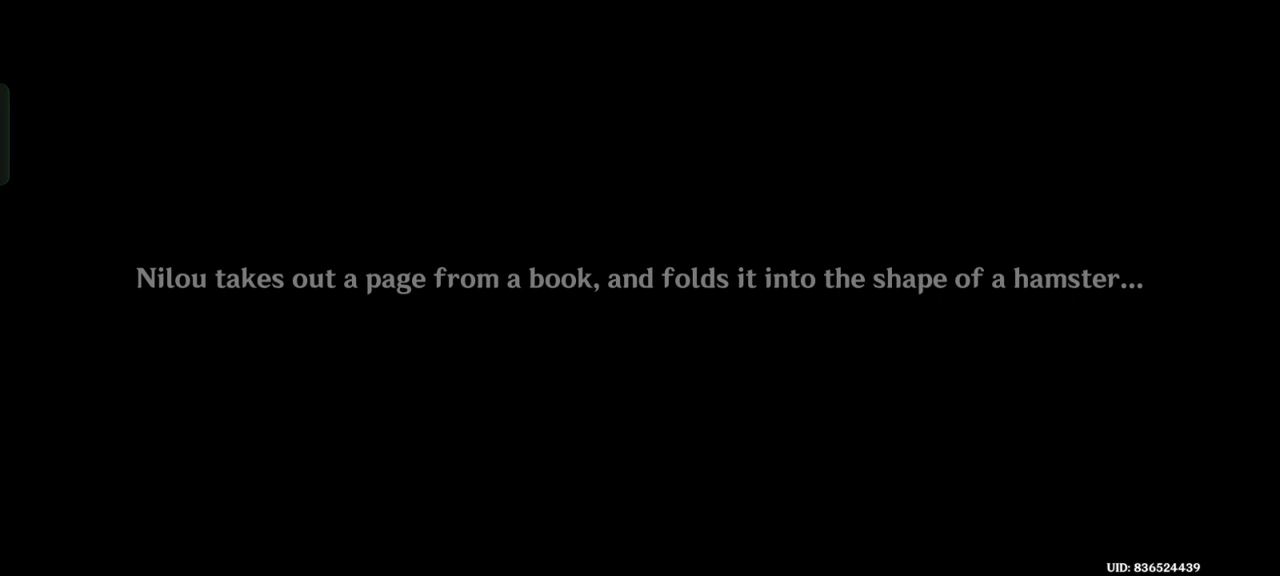 Nilou takes out a page from a book, and folds it into the shape of a hamster...
UID: 836524439